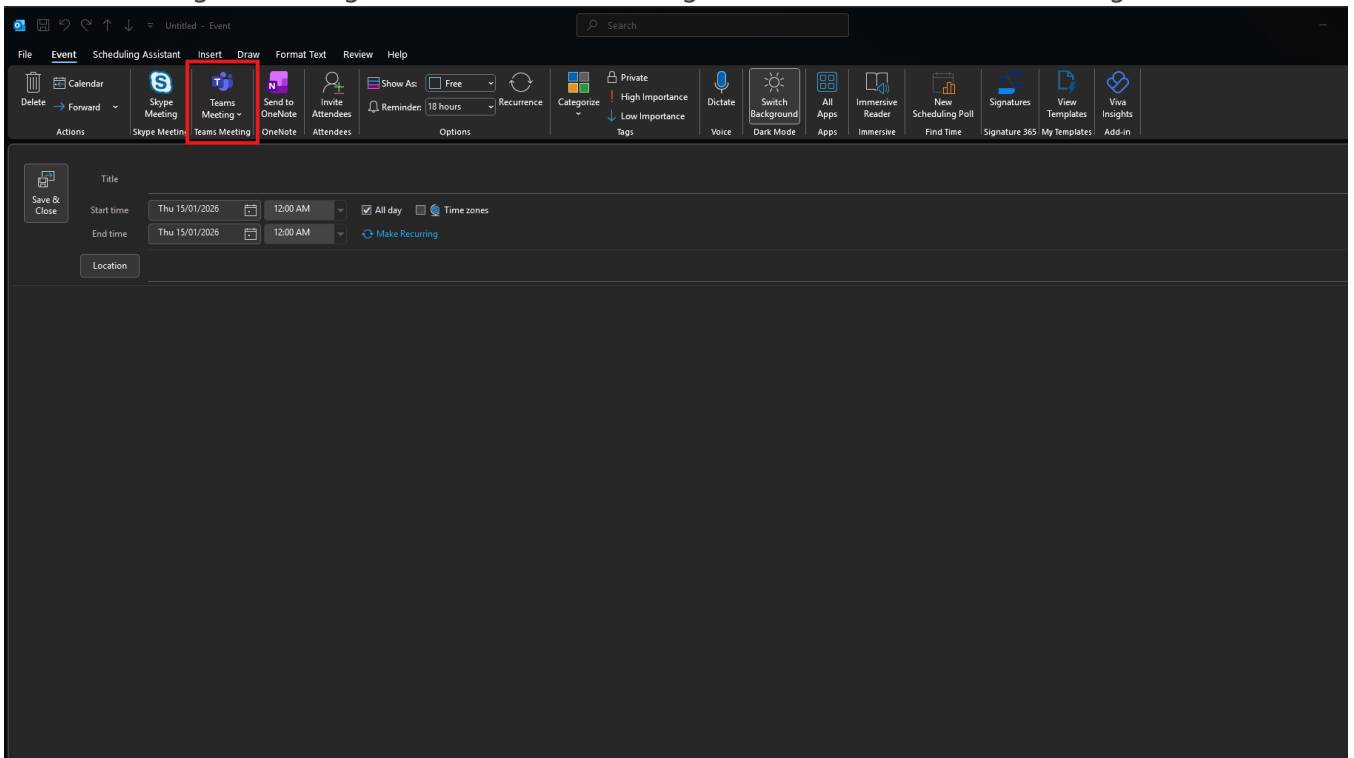 Untitled - Event
Search
File Event Scheduling Assistant Insert Draw Format Text Review Help
Delete
Calendar
Forward
Actions
Skype Meeting
Skype Meeting
Teams Meeting
Teams Meeting
Send to OneNote
OneNote
Invite Attendees
Attendees
Show As: Free
Reminder: 18 hours
Recurrence
Options
Categorize
Private
High Importance
Low Importance
Tags
Dictate
Voice
Switch Background
Dark Mode
All Apps
Apps
Immersive Reader
Immersive
New Scheduling Poll
Find Time
Signatures
Signature 365
View Templates
My Templates
Viva Insights
Add-in
Save & Close
Title
Start time Thu 15/01/2026 12:00 AM All day Time zones
End time Thu 15/01/2026 12:00 AM Make Recurring
Location